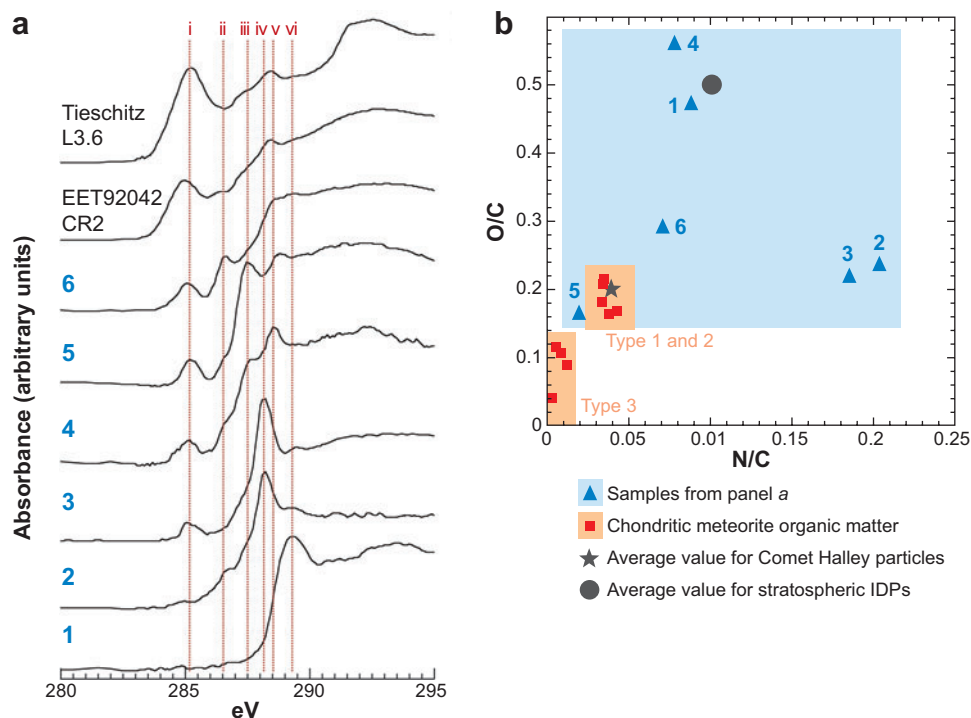 a
i ii iii iv v vi
Tieschitz
L3.6
EET92042
CR2
6
5
4
3
2
1
Absorbance (arbitrary units)
280 285 290 295
eV
b
0.5
0.4
0.3
0.2
0.1
0
O/C
4
1
6
3 2
5
Type 1 and 2
Type 3
0 0.05 0.01 0.15 0.2 0.25
N/C
Samples from panel a
Chondritic meteorite organic matter
Average value for Comet Halley particles
Average value for stratospheric IDPs